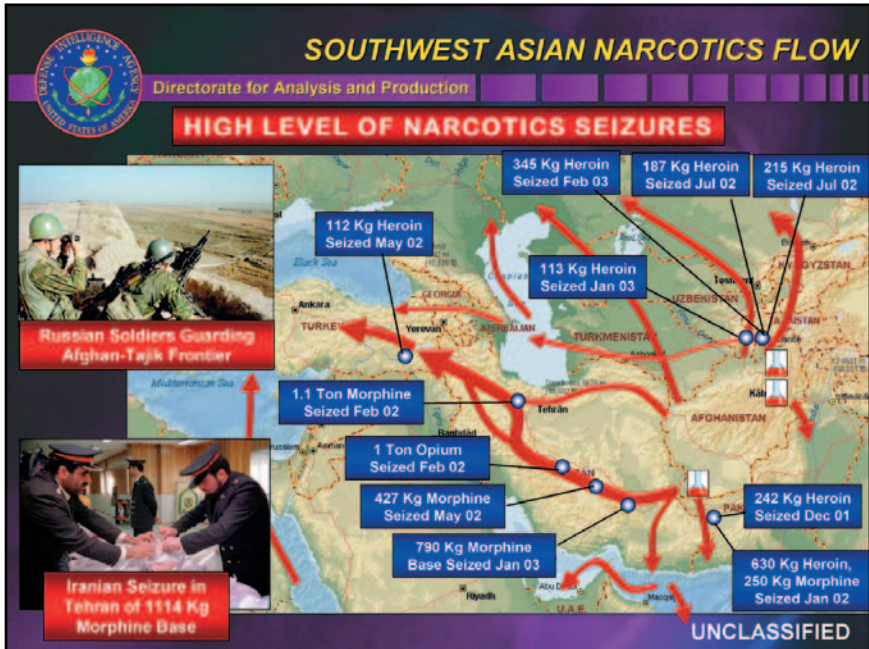 SOUTHWEST ASIAN NARCOTICS FLOW
DEFENSE INTELLIGENCE AGENCY
UNITED STATES OF AMERICA
Directorate for Analysis and Production
HIGH LEVEL OF NARCOTICS SEIZURES
345 Kg Heroin
Seized Feb 03
187 Kg Heroin
Seized Jul 02
215 Kg Heroin
Seized Jul 02
112 Kg Heroin
Seized May 02
113 Kg Heroin
Seized Jan 03
Black Sea
Ankara
TURKEY
GEORGIA
Yerevan
AZERBAIJAN
UZBEKISTAN
KYRGYZSTAN
TURKMENISTA
Russian Soldiers Guarding
Afghan-Tajik Frontier
Mediterranean Sea
1.1 Ton Morphine
Seized Feb 02
Tehrān
AFGHANISTAN
Baghdād
1 Ton Opium
Seized Feb 02
427 Kg Morphine
Seized May 02
242 Kg Heroin
Seized Dec 01
790 Kg Morphine
Base Seized Jan 03
630 Kg Heroin,
250 Kg Morphine
Seized Jan 02
Iranian Seizure in
Tehran of 1114 Kg
Morphine Base
Riyadh
U.A.E.
UNCLASSIFIED